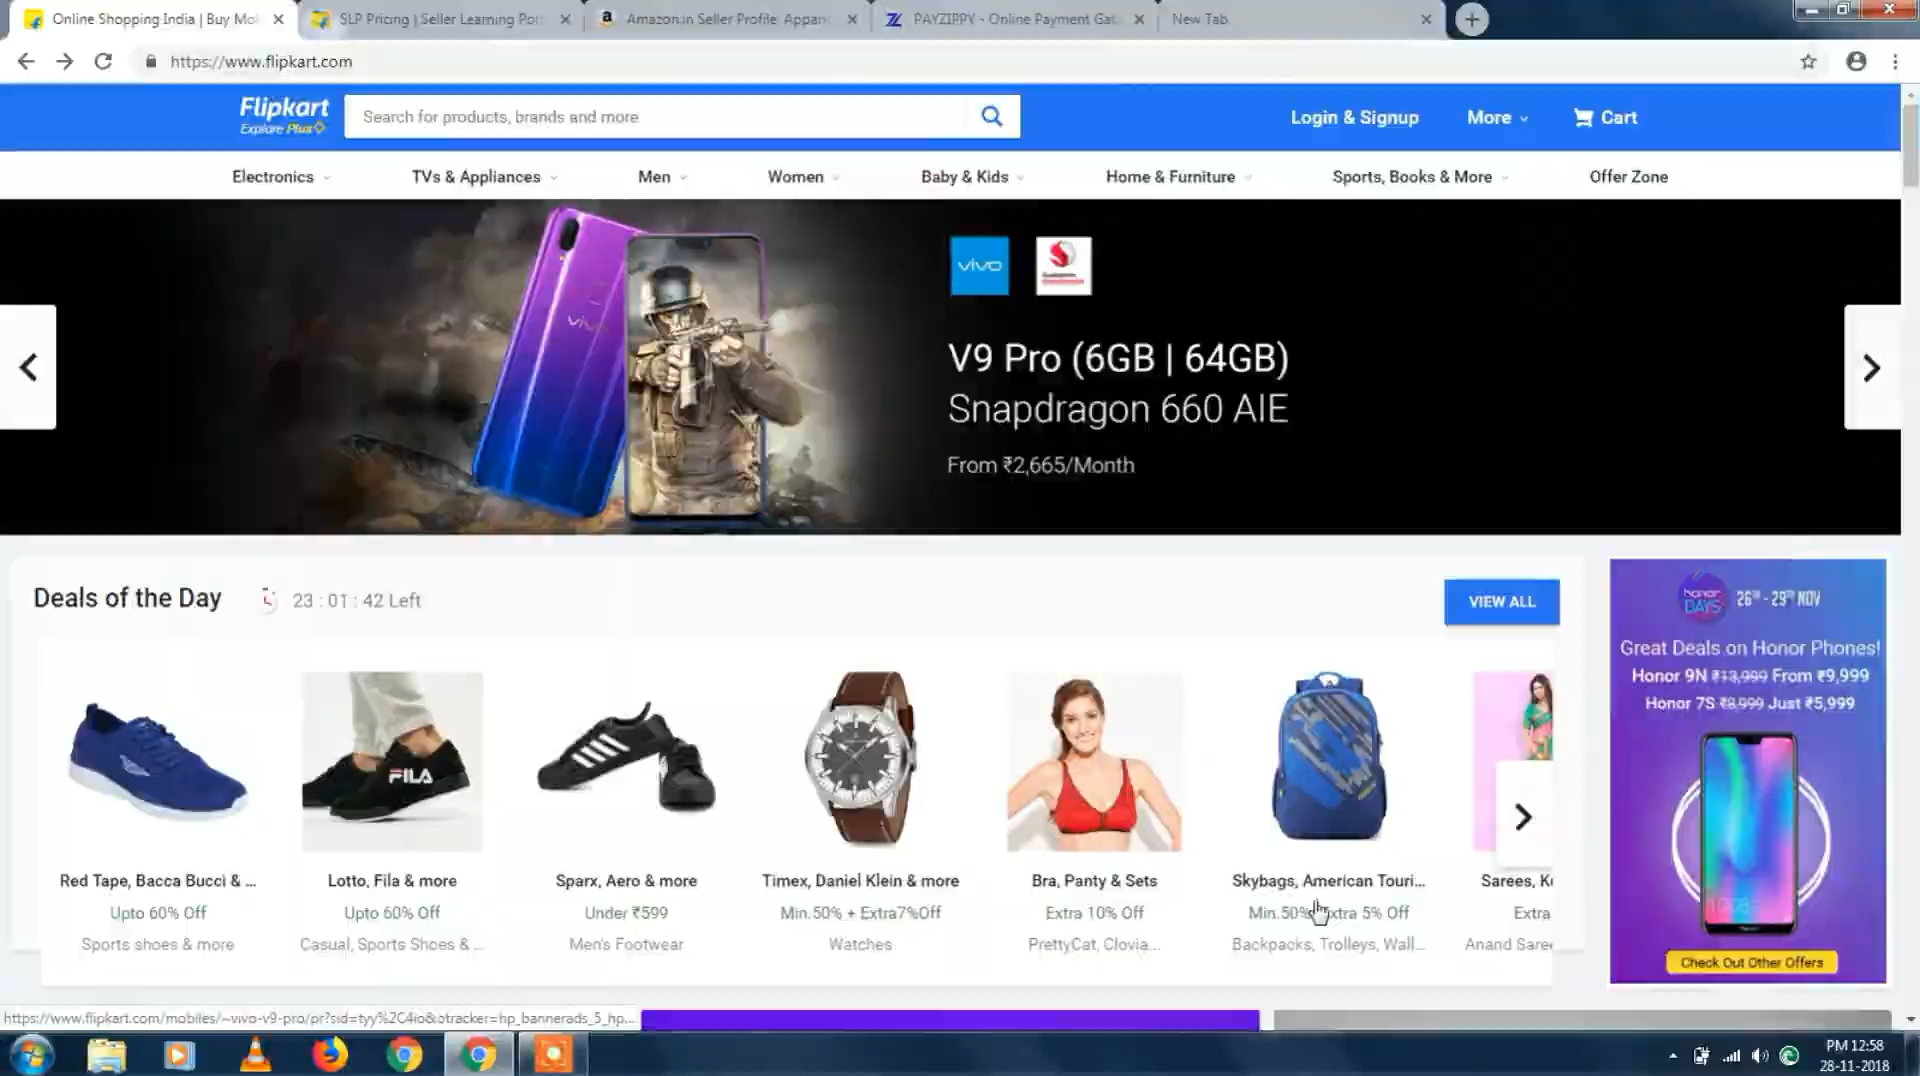 Online Shopping India | Buy Mo
SLP Pricing | Seller Learning Por
Amazon.in Seller Profile: Appar
PAYZIPPY - Online Payment Gat
New Tab
https://www.flipkart.com
Flipkart
Explore Plus
Search for products, brands and more
Login & Signup
More
Cart
Electronics
TVs & Appliances
Men
Women
Baby & Kids
Home & Furniture
Sports, Books & More
Offer Zone
vivo
vivo
V9 Pro (6GB | 64GB)
Snapdragon 660 AIE
From ₹2,665/Month
Deals of the Day
23 : 01 : 42 Left
VIEW ALL
FILA
Red Tape, Bacca Bucci & ...
Upto 60% Off
Sports shoes & more
Lotto, Fila & more
Upto 60% Off
Casual, Sports Shoes & ...
Sparx, Aero & more
Under ₹599
Men's Footwear
Timex, Daniel Klein & more
Min.50% + Extra7%Off
Watches
Bra, Panty & Sets
Extra 10% Off
PrettyCat, Clovia...
Skybags, American Touri...
Min.50% Extra 5% Off
Backpacks, Trolleys, Wall...
Sarees, K
Extra
Anand Saree
honor DAYS
26TH - 29TH NOV
Great Deals on Honor Phones!
Honor 9N ₹13,999 From ₹9,999
Honor 7S ₹8,999 Just ₹5,999
Check Out Other Offers
https://www.flipkart.com/mobiles/~vivo-v9-pro/pr?sid=tyy%2C4io&otracker=hp_bannerads_5_hp...
PM 12:58
28-11-2018